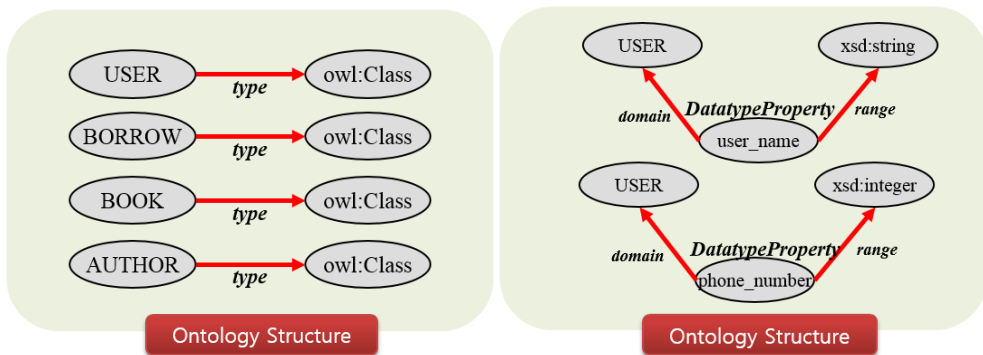 USER
type
owl:Class
BORROW
type
owl:Class
BOOK
type
owl:Class
AUTHOR
type
owl:Class
Ontology Structure
USER
xsd:string
domain
DatatypeProperty
range
user_name
USER
xsd:integer
domain
DatatypeProperty
range
phone_number
Ontology Structure